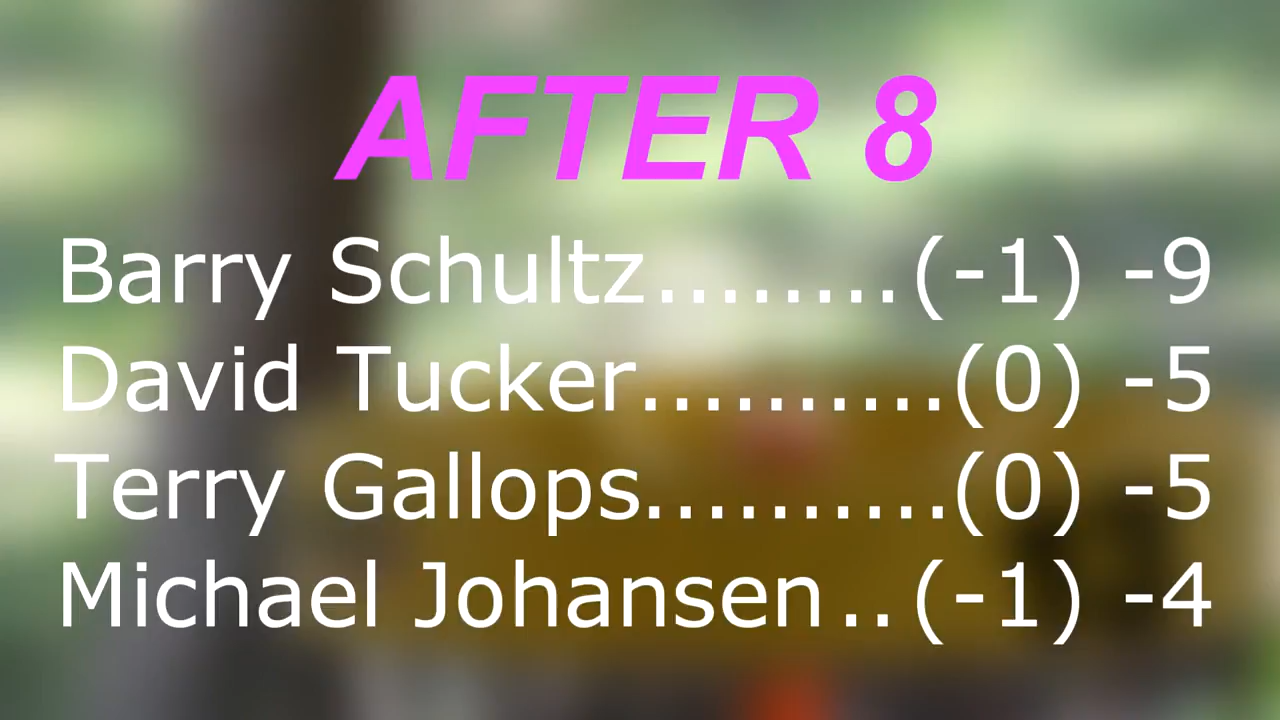 AFTER 8
Barry Schultz........(-1) -9
David Tucker..........(0) -5
Terry Gallops..........(0) -5
Michael Johansen..(-1) -4